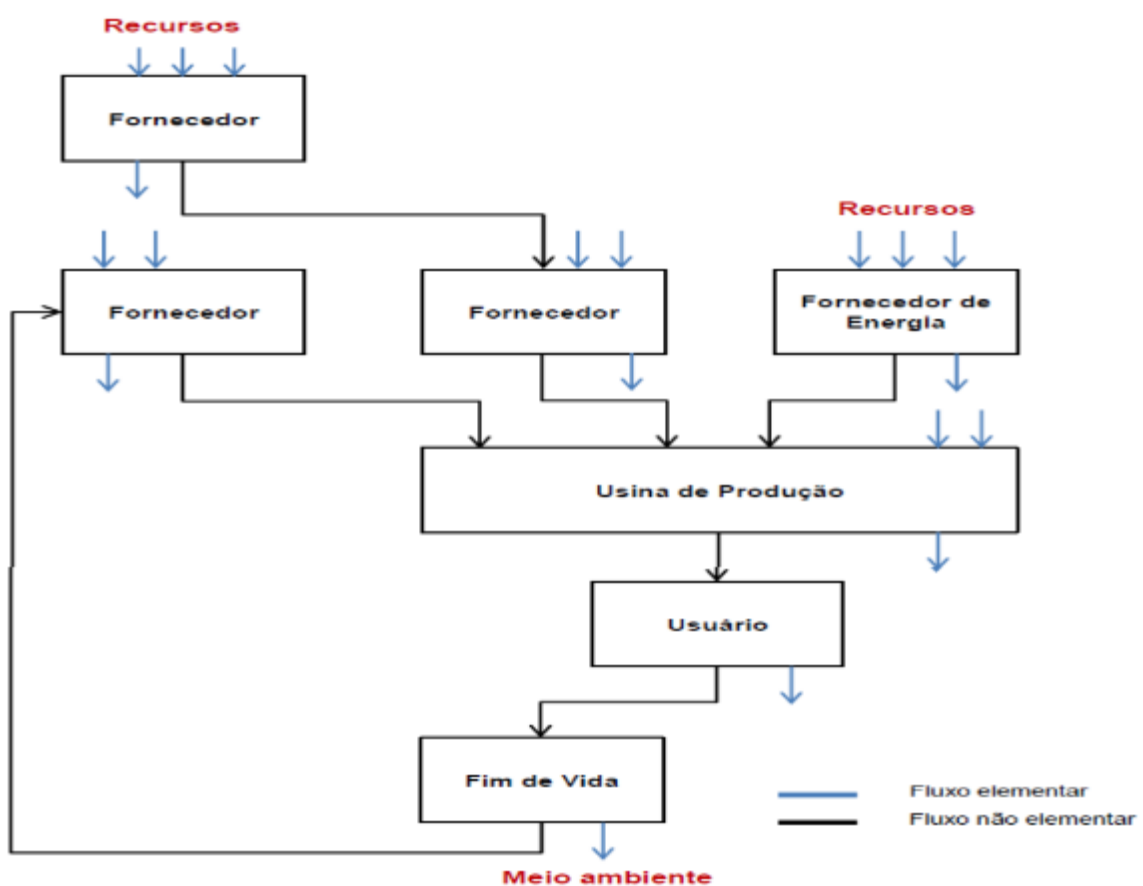 Recursos
Fornecedor
Recursos
Fornecedor
Fornecedor
Fornecedor de
Energia
Usina de Produção
Usuário
Fim de Vida
Fluxo elementar
Fluxo não elementar
Meio ambiente